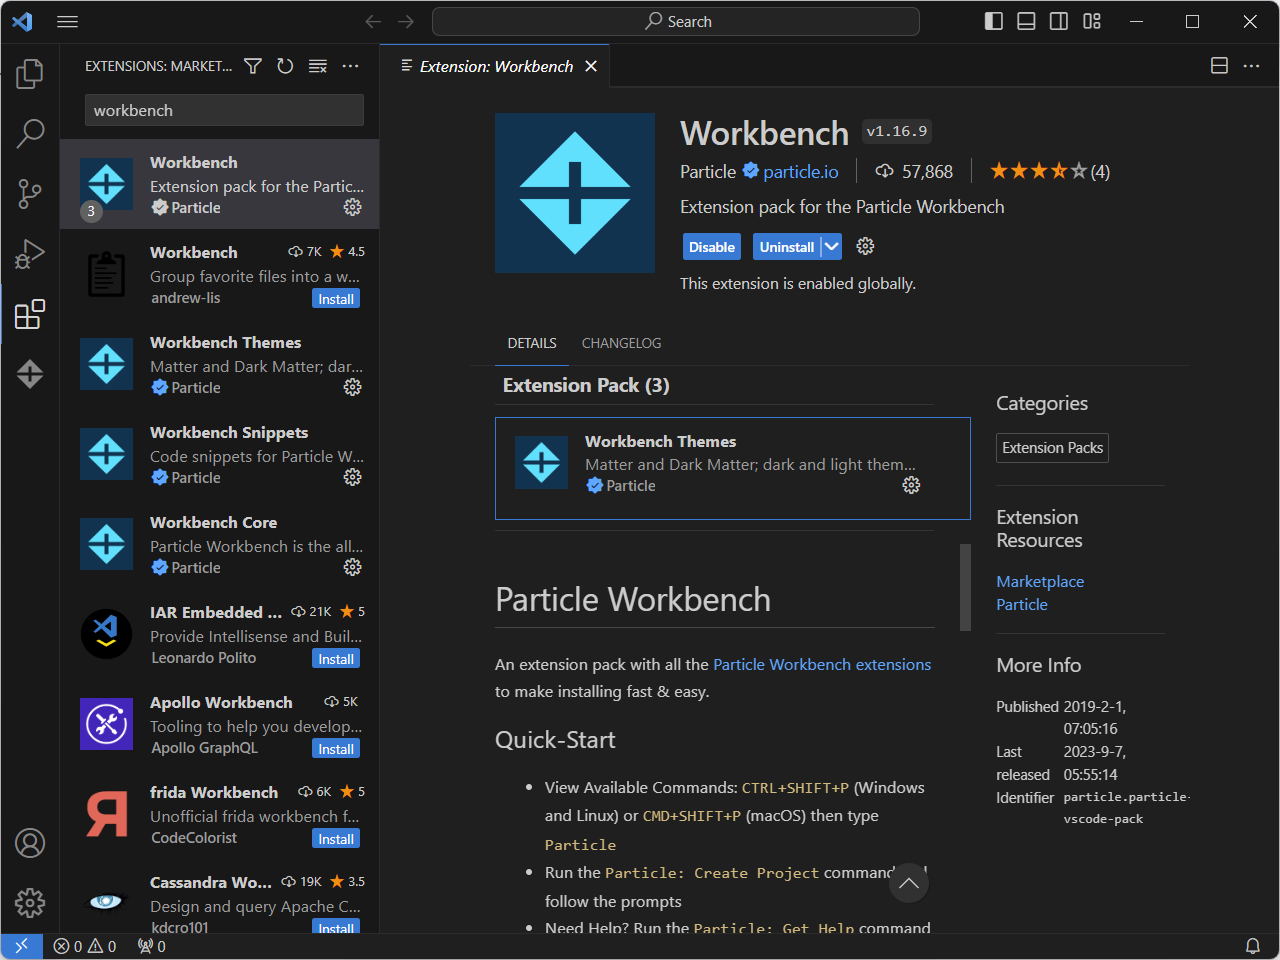 Search
EXTENSIONS: MARKET...
Extension: Workbench
workbench
Workbench
Extension pack for the Partic...
3
Particle
Workbench
7K
4.5
Group favorite files into a w...
andrew-lis
Install
Workbench Themes
Matter and Dark Matter; dar...
Particle
Workbench Snippets
Code snippets for Particle W...
Particle
Workbench Core
Particle Workbench is the all...
Particle
IAR Embedded ...
21K
5
Provide Intellisense and Buil...
Leonardo Polito
Install
Apollo Workbench
5K
Tooling to help you develop...
Apollo GraphQL
Install
frida Workbench
6K
5
Unofficial frida workbench f...
CodeColorist
Install
Cassandra Wo...
19K
3.5
Design and query Apache C...
kdcro101
Install
Workbench
v1.16.9
Particle
particle.io
57,868
(4)
Extension pack for the Particle Workbench
Disable
Uninstall
This extension is enabled globally.
DETAILS
CHANGELOG
Extension Pack (3)
Workbench Themes
Matter and Dark Matter; dark and light them...
Particle
Particle Workbench
An extension pack with all the Particle Workbench extensions
to make installing fast & easy.
Quick-Start
• View Available Commands: CTRL+SHIFT+P (Windows
and Linux) or CMD+SHIFT+P (macOS) then type
Particle
• Run the Particle: Create Project command
follow the prompts
• Need Help? Run the Particle: Get Help command
Categories
Extension Packs
Extension
Resources
Marketplace
Particle
More Info
Published 2019-2-1,
07:05:16
Last 2023-9-7,
released 05:55:14
Identifier particle.particle-
vscode-pack
0
0
0